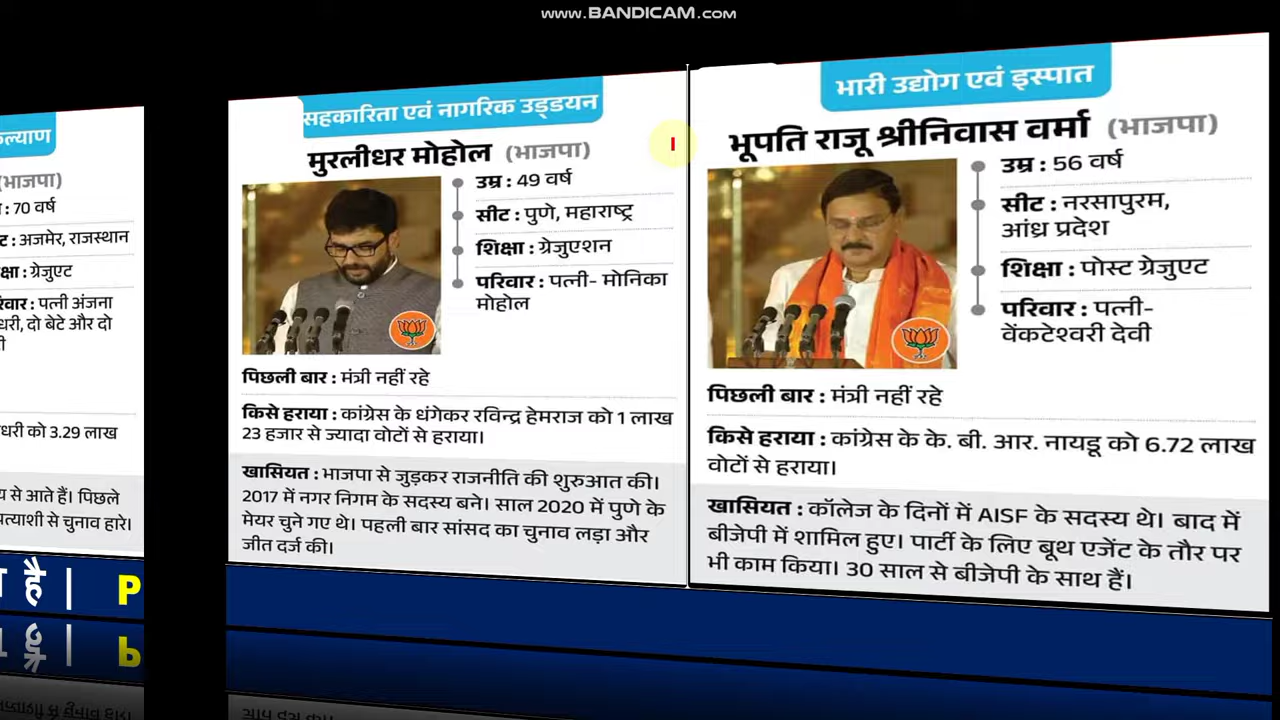 www.BANDICAM.com
कल्याण
(भाजपा)
: 70 वर्ष
: अजमेर, राजस्थान
: ग्रेजुएट
: पत्नी अंजना
दो बेटे और दो
को 3.29 लाख
से आते हैं। पिछले
से चुनाव हारे।
है | P
सहकारिता एवं नागरिक उड्डयन
मुरलीधर मोहोल (भाजपा)
उम्र : 49 वर्ष
सीट : पुणे, महाराष्ट्र
शिक्षा : ग्रेजुएशन
परिवार : पत्नी- मोनिका
मोहोल
पिछली बार : मंत्री नहीं रहे
किसे हराया : कांग्रेस के धंगेकर रविन्द्र हेमराज को 1 लाख
23 हजार से ज्यादा वोटों से हराया।
खासियत : भाजपा से जुड़कर राजनीति की शुरुआत की।
2017 में नगर निगम के सदस्य बने। साल 2020 में पुणे के
मेयर चुने गए थे। पहली बार सांसद का चुनाव लड़ा और
जीत दर्ज की।
भारी उद्योग एवं इस्पात
भूपति राजू श्रीनिवास वर्मा (भाजपा)
उम्र : 56 वर्ष
सीट : नरसापुरम,
आंध्र प्रदेश
शिक्षा : पोस्ट ग्रेजुएट
परिवार : पत्नी-
वेंकटेश्वरी देवी
पिछली बार : मंत्री नहीं रहे
किसे हराया : कांग्रेस के के. बी. आर. नायडू को 6.72 लाख
वोटों से हराया।
खासियत : कॉलेज के दिनों में AISF के सदस्य थे। बाद में
बीजेपी में शामिल हुए। पार्टी के लिए बूथ एजेंट के तौर पर
भी काम किया। 30 साल से बीजेपी के साथ हैं।